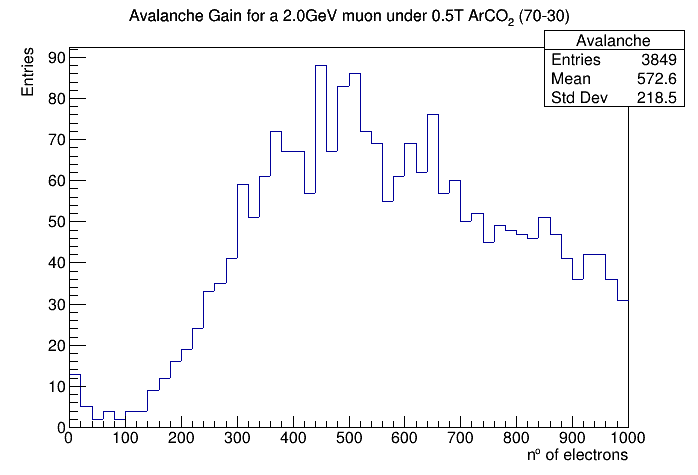 Avalanche Gain for a 2.0GeV muon under 0.5T ArCO₂ (70-30)
Avalanche
Entries 3849
Mean 572.6
Std Dev 218.5
Entries
90
80
70
60
50
40
30
20
10
0
0 100 200 300 400 500 600 700 800 900 1000
nº of electrons